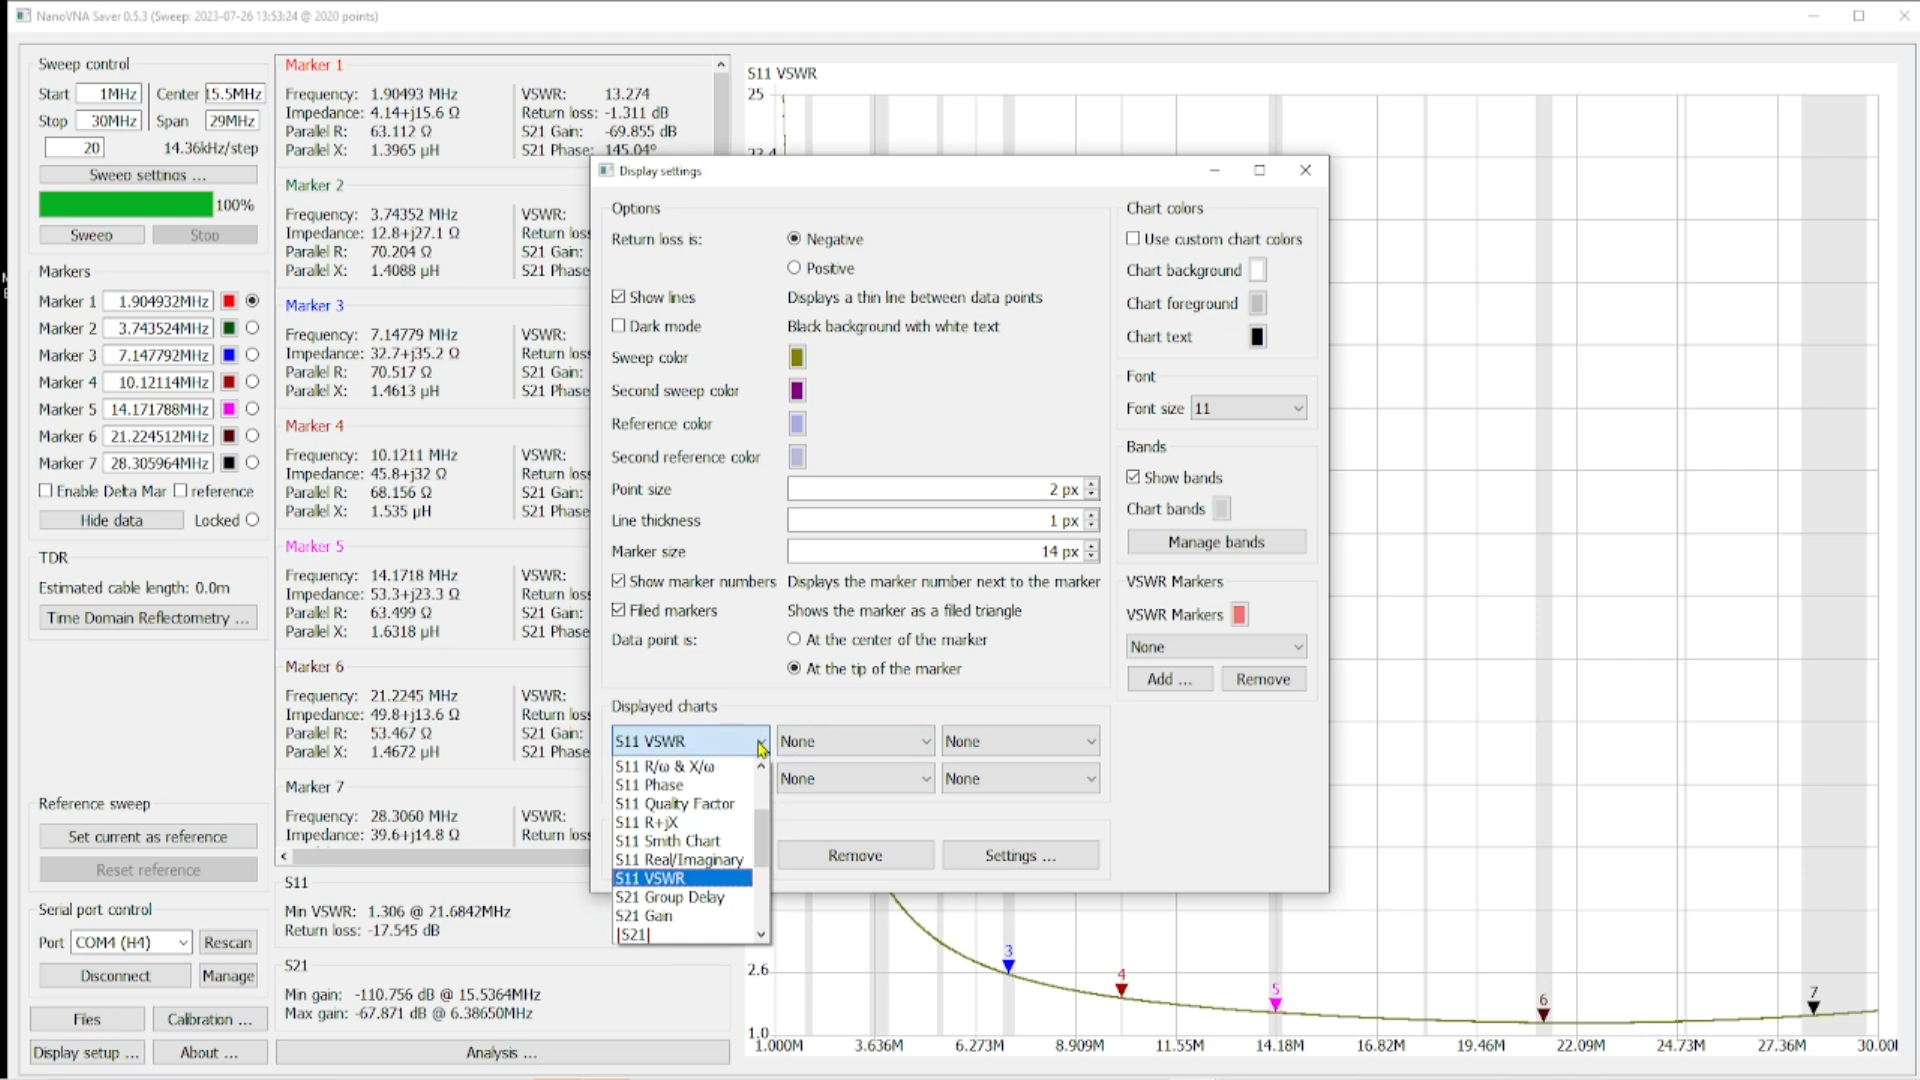 NanoVNA Saver 0.5.3 (Sweep: 2023-07-26 13:53:24 @ 2020 points)
Sweep control
Start 1MHz Center 15.5MHz
Stop 30MHz Span 29MHz
20 14.36kHz/step
Sweep settings ...
100%
Sweep Stop
Markers
Marker 1 1.904932MHz
Marker 2 3.743524MHz
Marker 3 7.147792MHz
Marker 4 10.12114MHz
Marker 5 14.171788MHz
Marker 6 21.224512MHz
Marker 7 28.305964MHz
Enable Delta Mar reference
Hide data Locked
TDR
Estimated cable length: 0.0m
Time Domain Reflectometry ...
Reference sweep
Set current as reference
Reset reference
Serial port control
Port COM4 (H4) Rescan
Disconnect Manage
Files Calibration ...
Display setup ... About ...
Marker 1
Frequency: 1.90493 MHz VSWR: 13.274
Impedance: 4.14+j15.6 Ω Return loss: -1.311 dB
Parallel R: 63.112 Ω S21 Gain: -69.855 dB
Parallel X: 1.3965 µH S21 Phase: 145.04°
Marker 2
Frequency: 3.74352 MHz VSWR:
Impedance: 12.8+j27.1 Ω Return loss
Parallel R: 70.204 Ω S21 Gain:
Parallel X: 1.4088 µH S21 Phase
Marker 3
Frequency: 7.14779 MHz VSWR:
Impedance: 32.7+j35.2 Ω Return loss
Parallel R: 70.517 Ω S21 Gain:
Parallel X: 1.4613 µH S21 Phase
Marker 4
Frequency: 10.1211 MHz VSWR:
Impedance: 45.8+j32 Ω Return loss
Parallel R: 68.156 Ω S21 Gain:
Parallel X: 1.535 µH S21 Phase
Marker 5
Frequency: 14.1718 MHz VSWR:
Impedance: 53.3+j23.3 Ω Return loss
Parallel R: 63.499 Ω S21 Gain:
Parallel X: 1.6318 µH S21 Phase
Marker 6
Frequency: 21.2245 MHz VSWR:
Impedance: 49.8+j13.6 Ω Return loss
Parallel R: 53.467 Ω S21 Gain:
Parallel X: 1.4672 µH S21 Phase
Marker 7
Frequency: 28.3060 MHz VSWR:
Impedance: 39.6+j14.8 Ω Return loss
S11
Min VSWR: 1.306 @ 21.6842MHz
Return loss: -17.545 dB
S21
Min gain: -110.756 dB @ 15.5364MHz
Max gain: -67.871 dB @ 6.38650MHz
Analysis ...
S11 VSWR
25
Display settings
Options
Return loss is: Negative
Positive
Show lines Displays a thin line between data points
Dark mode Black background with white text
Sweep color
Second sweep color
Reference color
Second reference color
Point size 2 px
Line thickness 1 px
Marker size 14 px
Show marker numbers Displays the marker number next to the marker
Filled markers Shows the marker as a filled triangle
Data point is: At the center of the marker
At the tip of the marker
Displayed charts
S11 VSWR None None
None None
S11 R/ω & X/ω
S11 Phase
S11 Quality Factor
S11 R+jX
S11 Smith Chart
S11 Real/Imaginary
S11 VSWR
S21 Group Delay
S21 Gain
|S21|
Remove Settings ...
Chart colors
Use custom chart colors
Chart background
Chart foreground
Chart text
Font
Font size 11
Bands
Show bands
Chart bands
Manage bands
VSWR Markers
VSWR Markers
None
Add ... Remove
3
4
5
6
7
2.6
1.0
1.000M 3.636M 6.273M 8.909M 11.55M 14.18M 16.82M 19.46M 22.09M 24.73M 27.36M 30.00